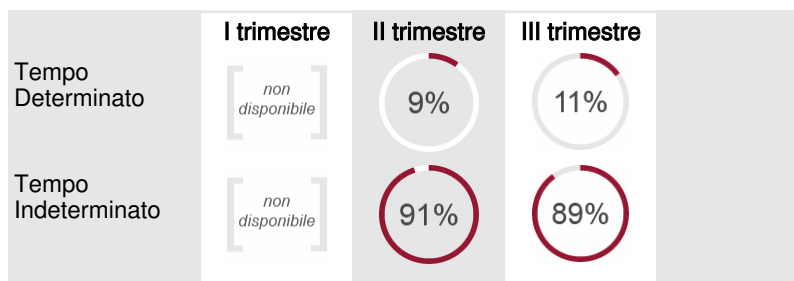 I trimestre II trimestre III trimestre
Tempo
Determinato
non
disponibile
9%
11%
Tempo
Indeterminato
non
disponibile
91%
89%